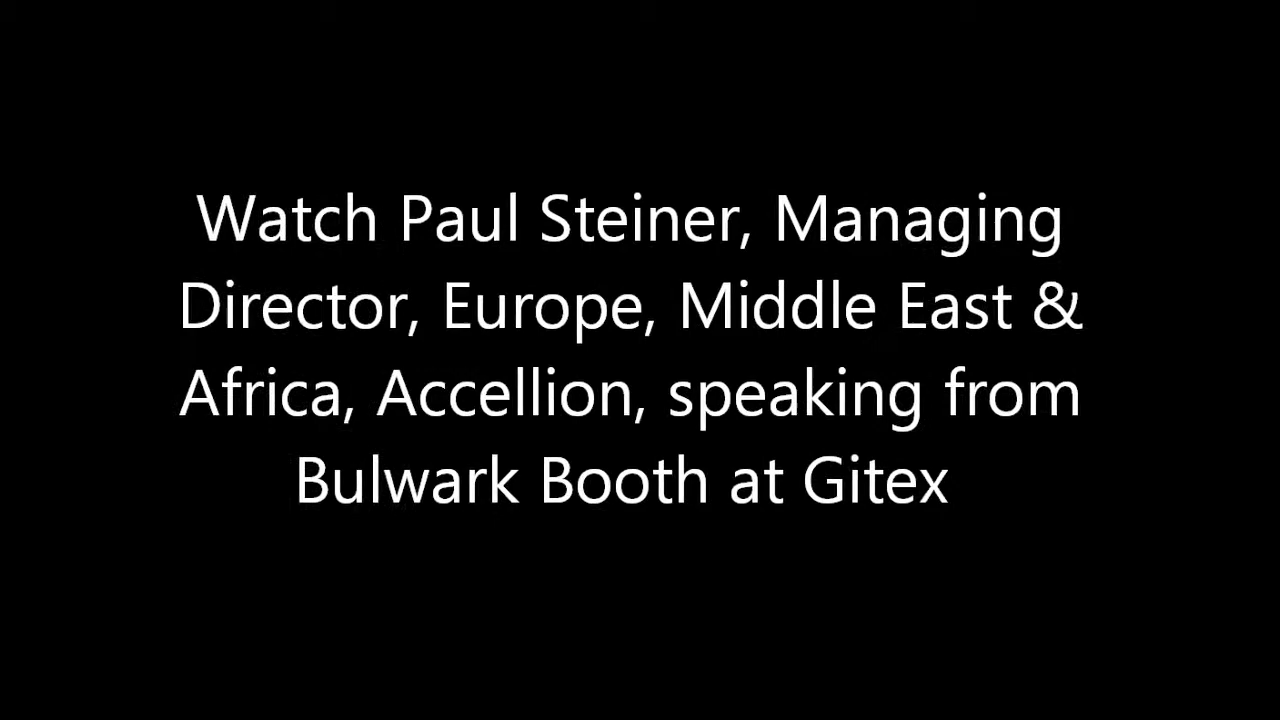 Watch Paul Steiner, Managing
Director, Europe, Middle East &
Africa, Accellion, speaking from
Bulwark Booth at Gitex